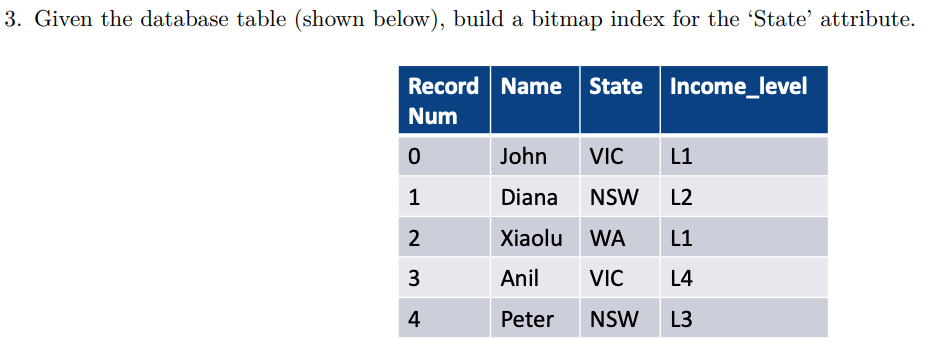 3. Given the database table (shown below), build a bitmap index for the ‘State’ attribute.
Record Num Name State Income_level
0 John VIC L1
1 Diana NSW L2
2 Xiaolu WA L1
3 Anil VIC L4
4 Peter NSW L3